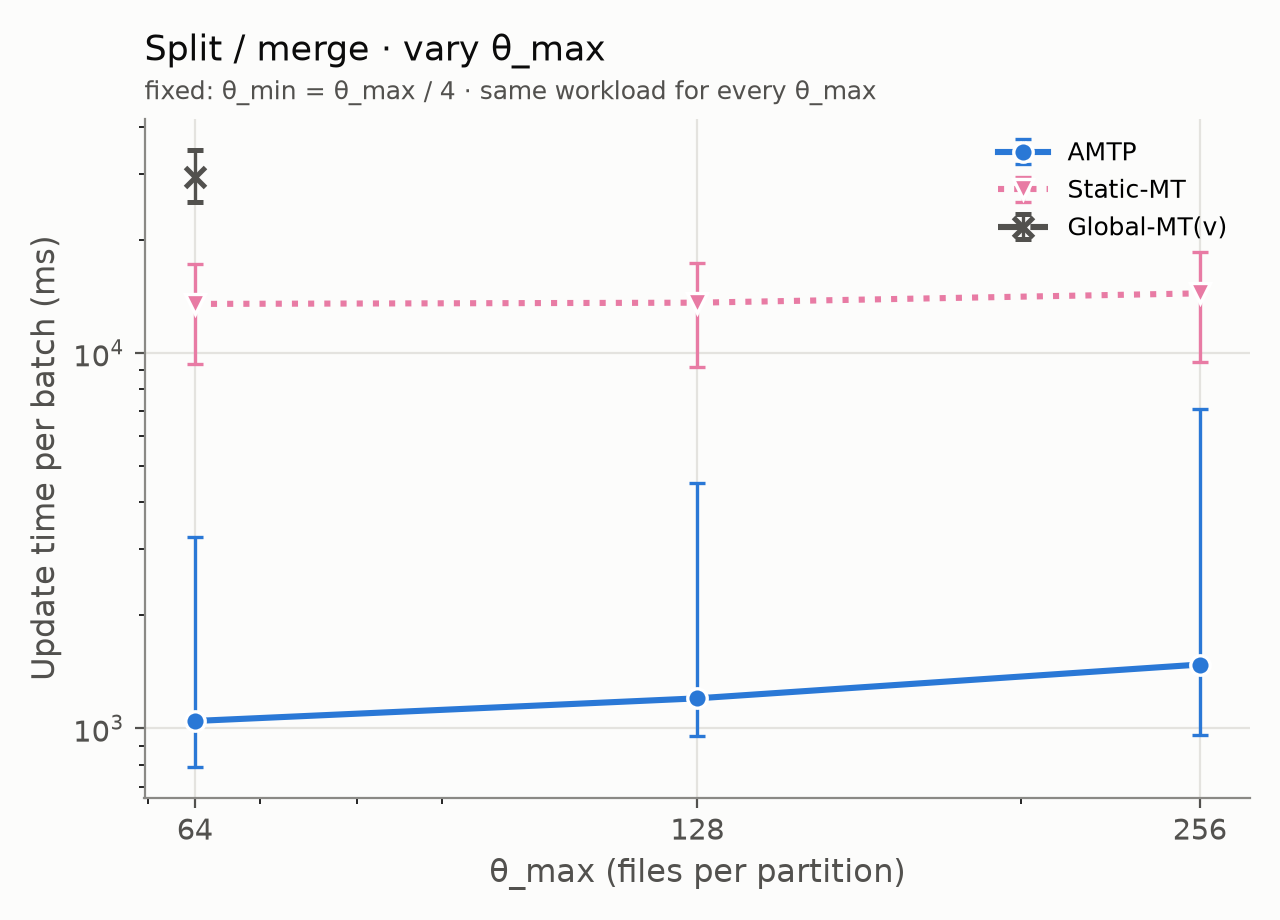 Split / merge · vary θ_max
fixed: θ_min = θ_max / 4 · same workload for every θ_max
AMTP
Static-MT
Global-MT(v)
Update time per batch (ms)
10⁴
10³
64
128
256
θ_max (files per partition)